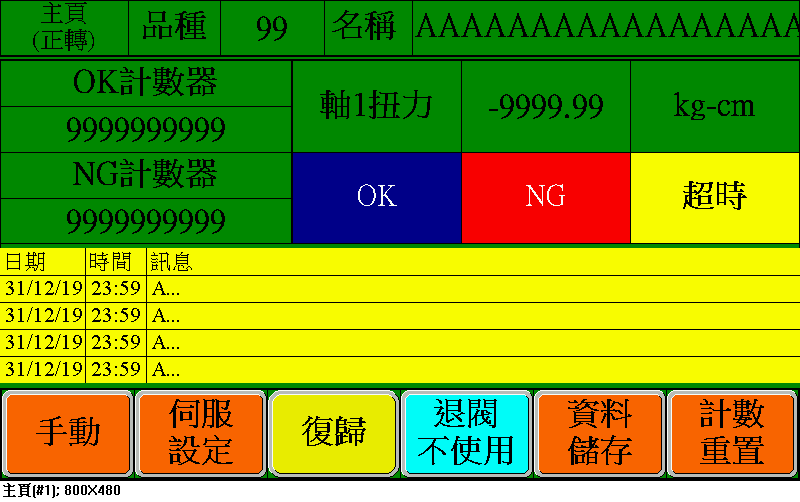 主頁
(正轉)
品種 99 名稱 AAAAAAAAAAAAAAAAA
OK計數器
9999999999
軸1扭力 -9999.99 kg-cm
NG計數器
9999999999
OK NG 超時
日期 時間 訊息
31/12/19 23:59 A...
31/12/19 23:59 A...
31/12/19 23:59 A...
31/12/19 23:59 A...
手動
伺服
設定
復歸
退閥
不使用
資料
儲存
計數
重置
主頁(#1); 800X480